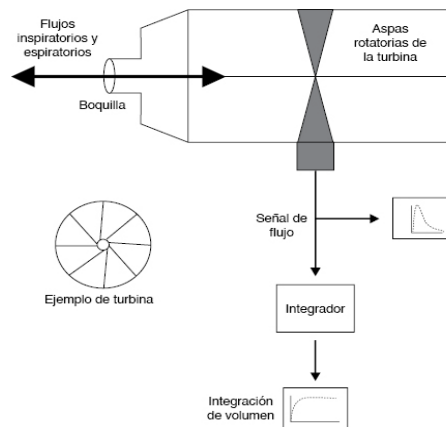 Flujos
inspiratorios y
espiratorios
Aspas
rotatorias de
la turbina
Boquilla
Señal de
flujo
Ejemplo de turbina
Integrador
Integración
de volumen